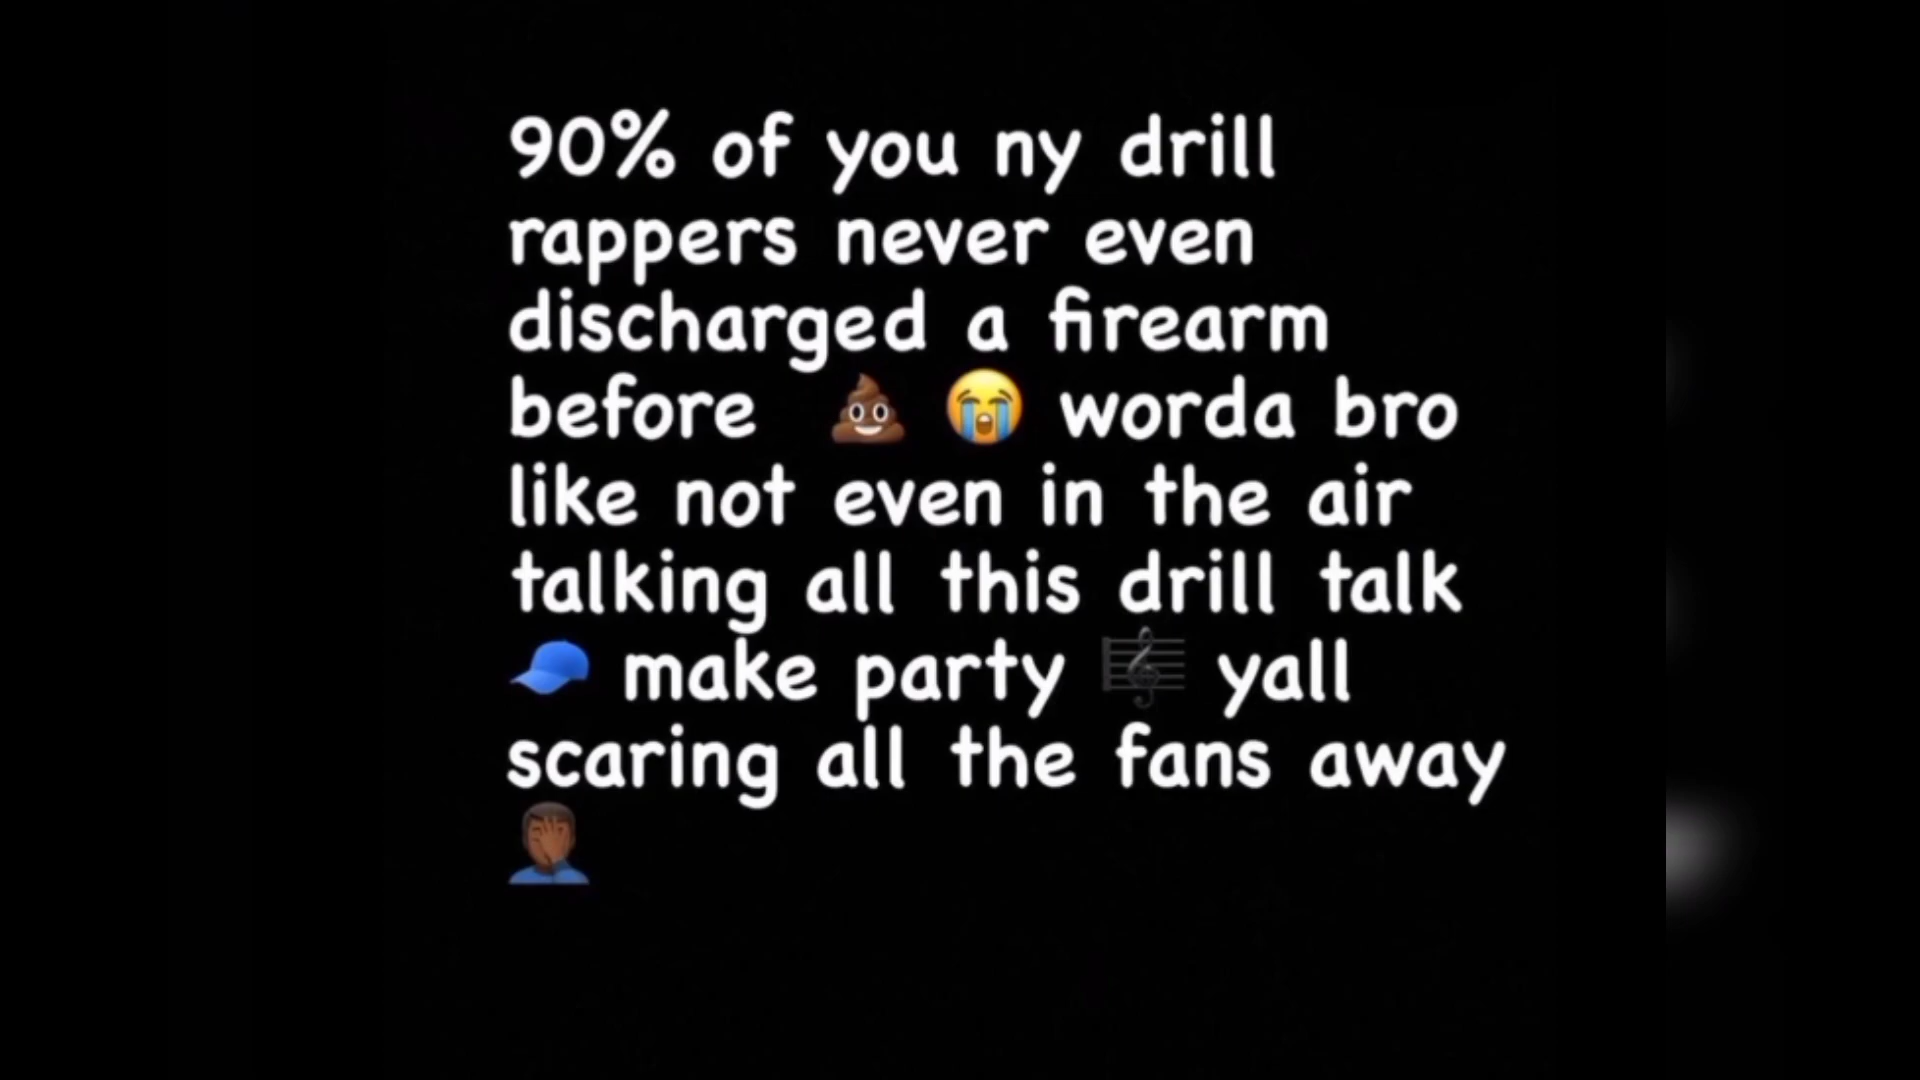 90% of you ny drill
rappers never even
discharged a firearm
before 💩 😭 worda bro
like not even in the air
talking all this drill talk
🧢 make party 🎼 yall
scaring all the fans away
🤦🏾‍♂️